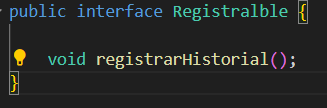 public interface Registralble {
void registrarHistorial();
}